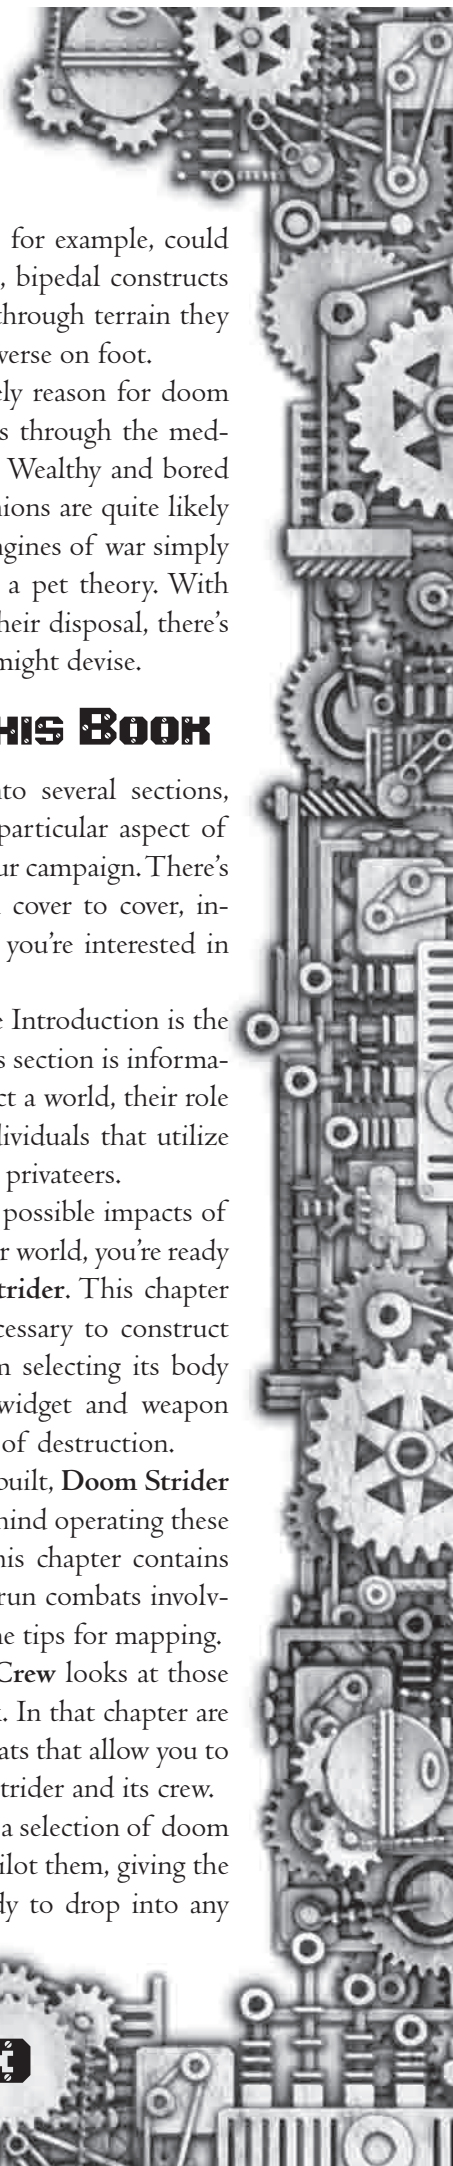 for example, could
, bipedal constructs
through terrain they
verse on foot.
ely reason for doom
s through the med-
Wealthy and bored
nions are quite likely
ngines of war simply
a pet theory. With
heir disposal, there's
might devise.
his Book
nto several sections,
particular aspect of
ur campaign. There's
cover to cover, in-
you're interested in
e Introduction is the
s section is informa-
ct a world, their role
dividuals that utilize
privateers.
possible impacts of
r world, you're ready
trider. This chapter
cessary to construct
m selecting its body
widget and weapon
of destruction.
built, Doom Strider
mind operating these
his chapter contains
run combats involv-
ne tips for mapping.
Crew looks at those
. In that chapter are
ats that allow you to
strider and its crew.
a selection of doom
ilot them, giving the
dy to drop into any